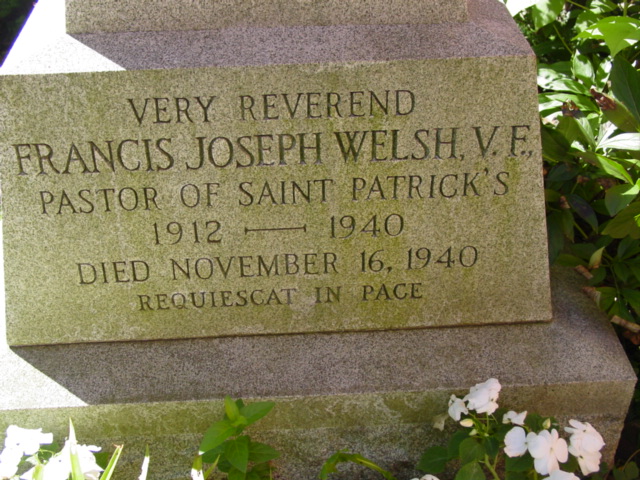 VERY REVEREND
FRANCIS JOSEPH WELSH, V. F.,
PASTOR OF SAINT PATRICK'S
1912 — 1940
DIED NOVEMBER 16, 1940
REQUIESCAT IN PACE